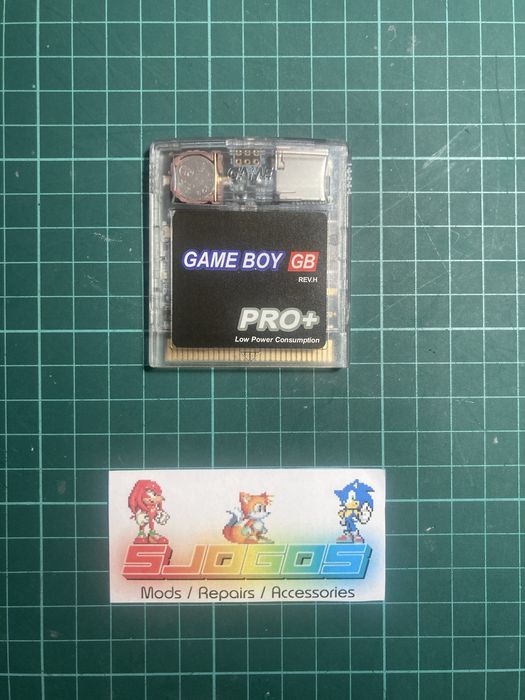 GAME BOY GB
REV.H
PRO+
Low Power Consumption
SJOGOS
Mods / Repairs / Accessories